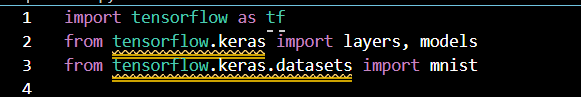 1 import tensorflow as tf
2 from tensorflow.keras import layers, models
3 from tensorflow.keras.datasets import mnist
4